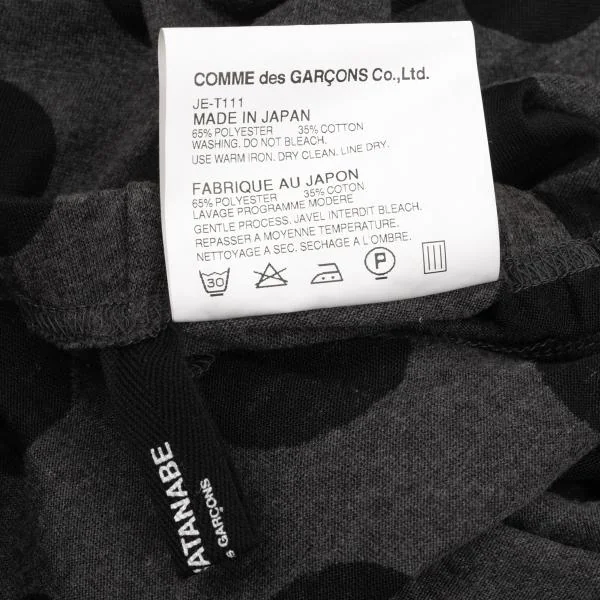 COMME des GARÇONS Co.,Ltd.
JE-T111
MADE IN JAPAN
65% POLYESTER 35% COTTON
WASHING. DO NOT BLEACH.
USE WARM IRON. DRY CLEAN. LINE DRY.
FABRIQUE AU JAPON
65% POLYESTER 35% COTON
LAVAGE PROGRAMME MODERE
GENTLE PROCESS. JAVEL INTERDIT BLEACH.
REPASSER A MOYENNE TEMPERATURE.
NETTOYAGE A SEC. SECHAGE A L'OMBRE.
30 P
ATANABE
s GARÇONS